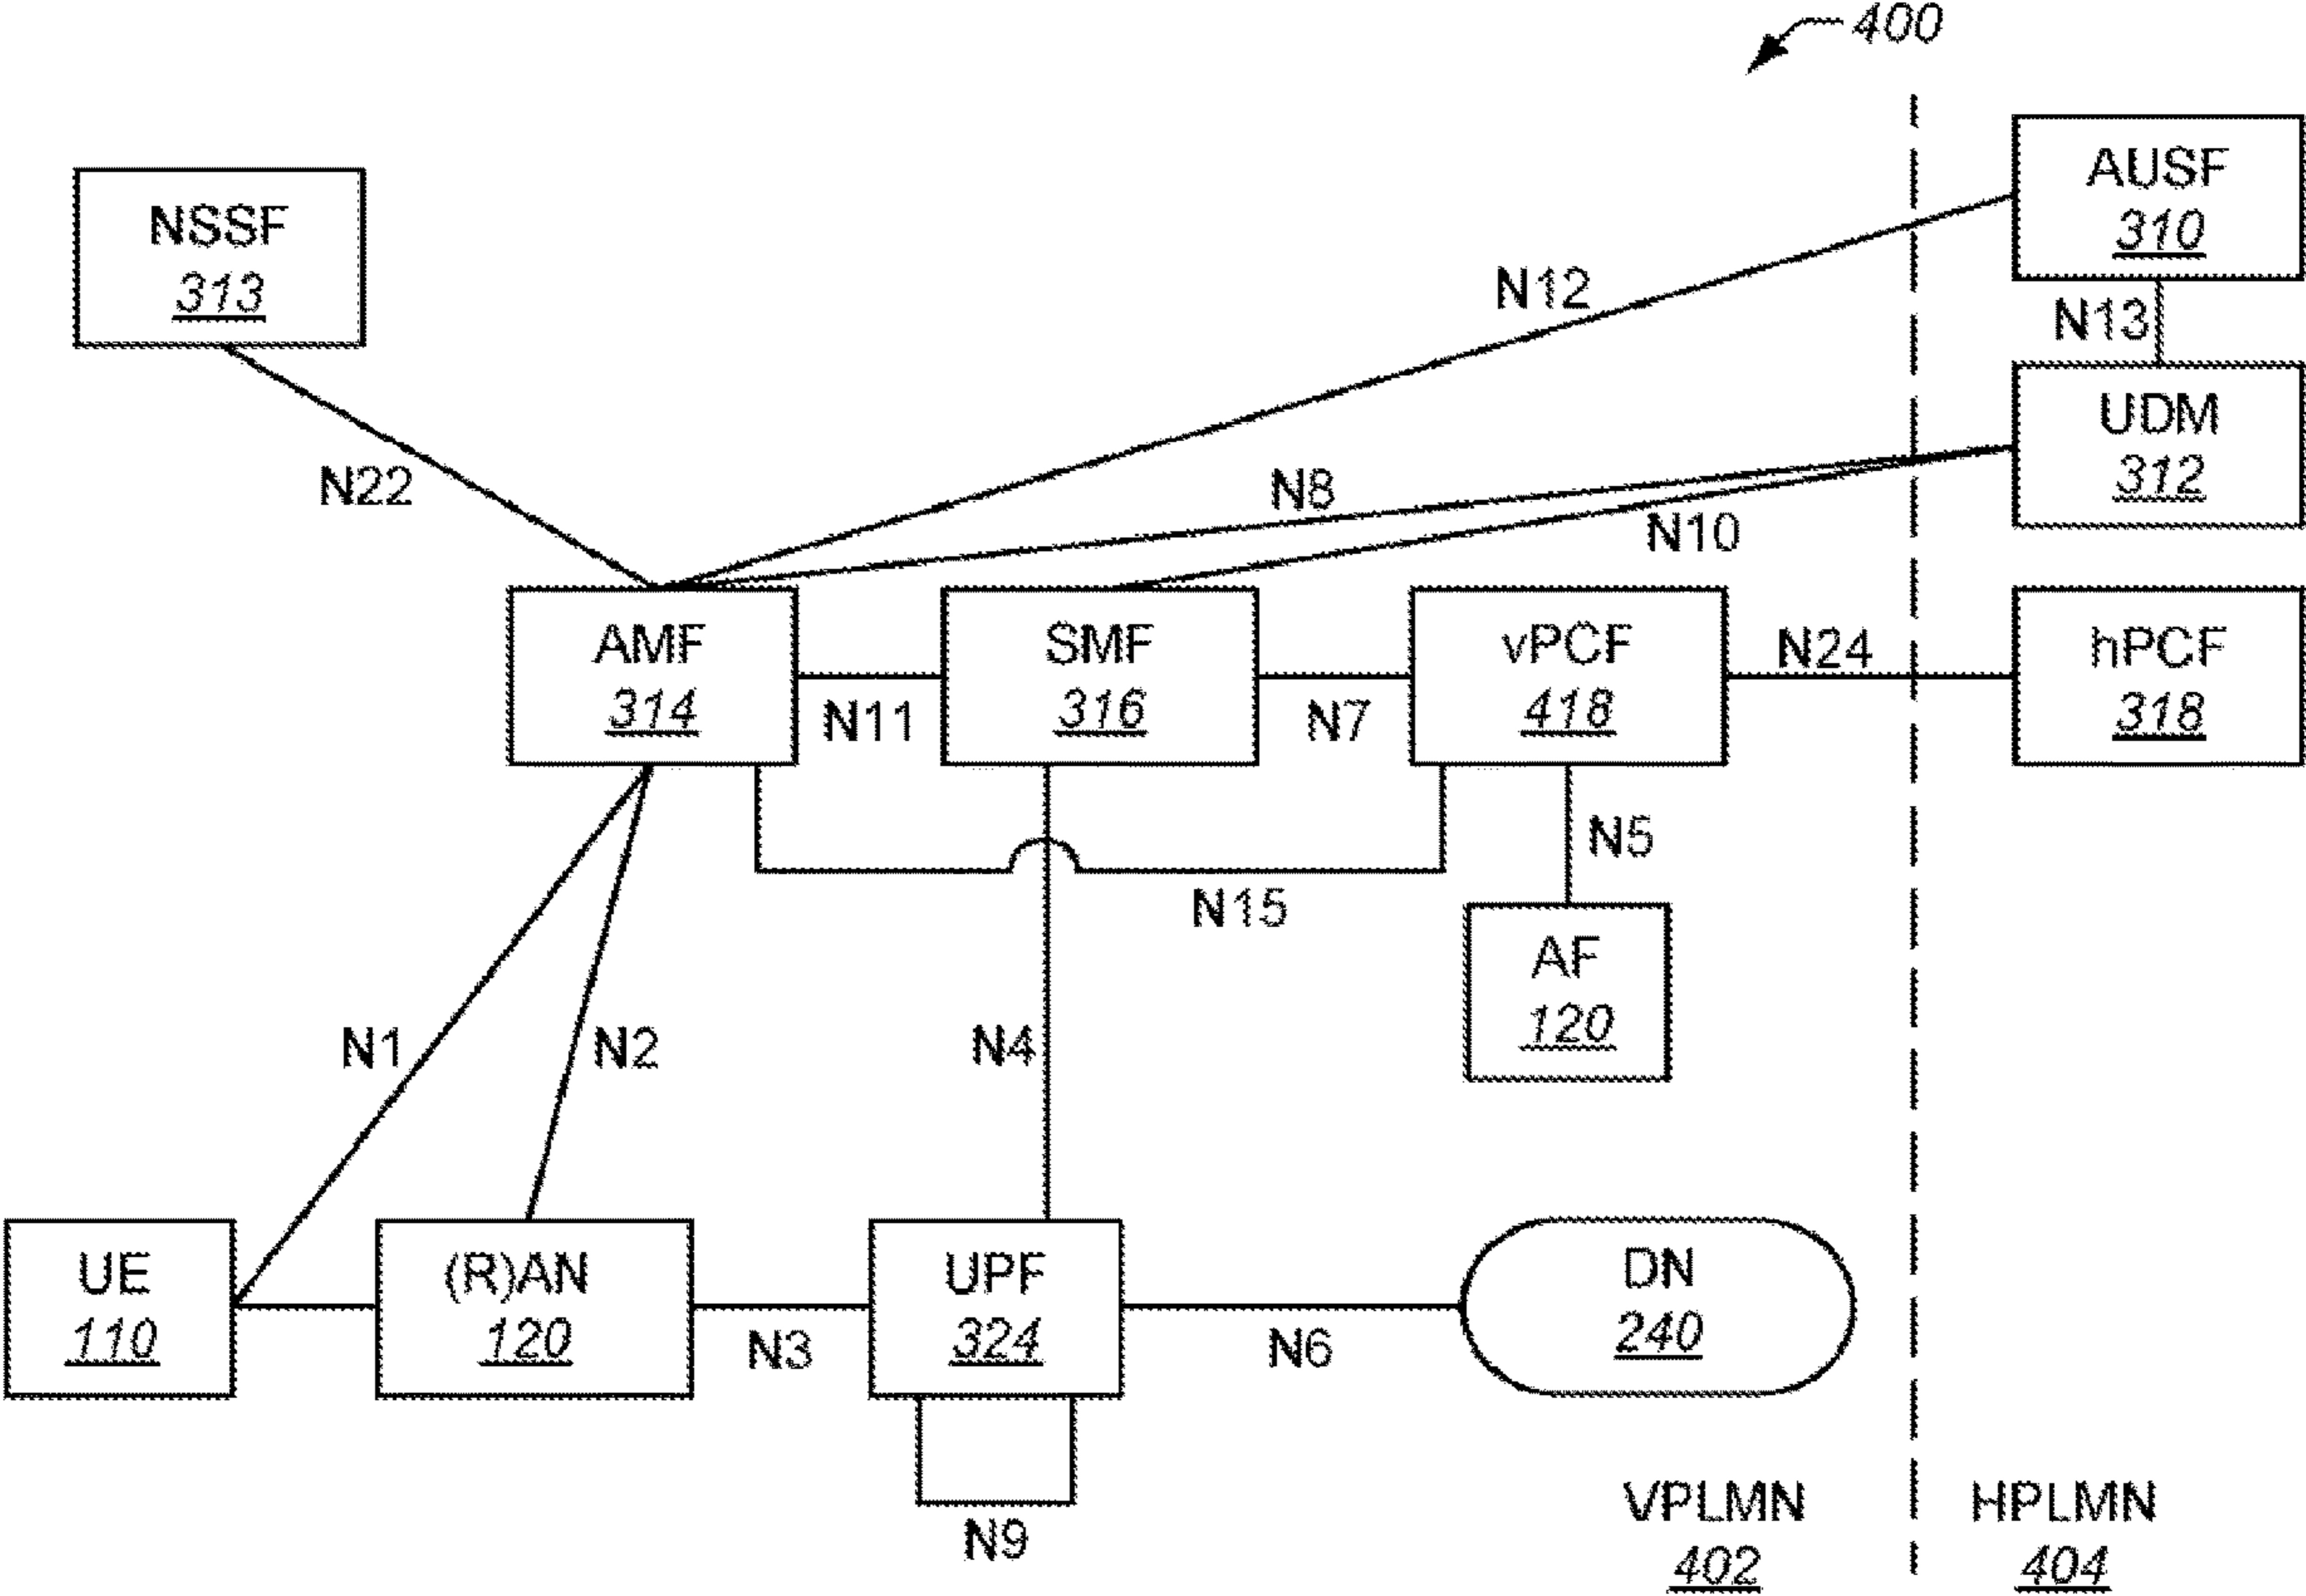 400
AUSF
310
NSSF
313
N12
N13
UDM
312
N22
N8
N10
AMF
314
N11
SMF
316
N7
vPCF
418
N24
hPCF
318
N5
N15
AF
120
N1
N2
N4
UE
110
(R)AN
120
N3
UPF
324
N6
DN
240
N9
VPLMN
402
HPLMN
404